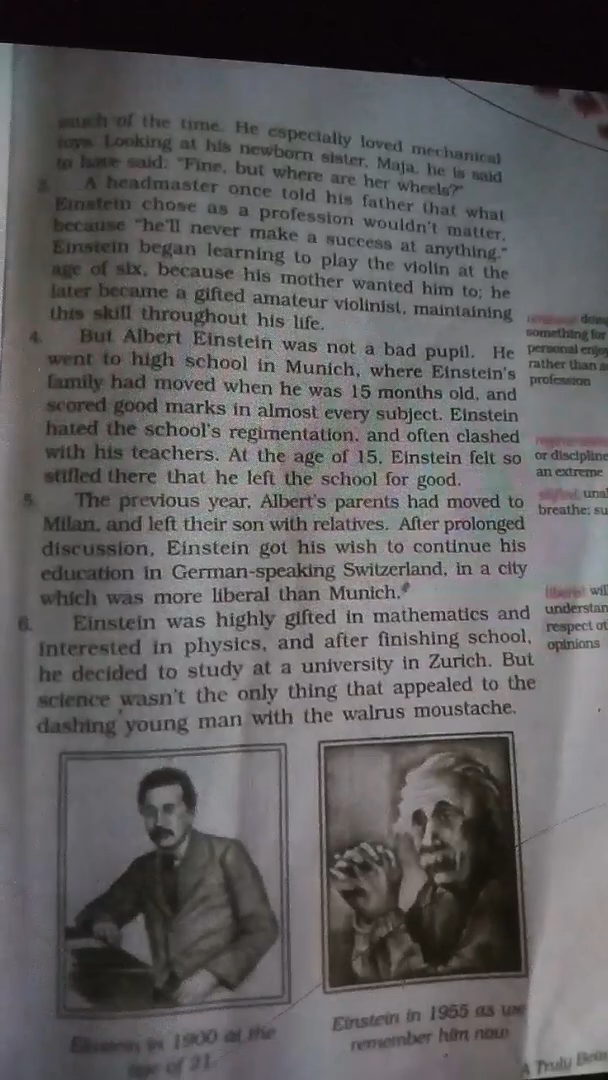 much of the time. He especially loved mechanical
toys. Looking at his newborn sister, Maja, he is said
to have said: "Fine, but where are her wheels?"
3. A headmaster once told his father that what
Einstein chose as a profession wouldn't matter,
because "he'll never make a success at anything."
Einstein began learning to play the violin at the
age of six, because his mother wanted him to; he
later became a gifted amateur violinist, maintaining
this skill throughout his life.
4. But Albert Einstein was not a bad pupil. He
went to high school in Munich, where Einstein's
family had moved when he was 15 months old, and
scored good marks in almost every subject. Einstein
hated the school's regimentation, and often clashed
with his teachers. At the age of 15, Einstein felt so
stifled there that he left the school for good.
5. The previous year, Albert's parents had moved to
Milan, and left their son with relatives. After prolonged
discussion, Einstein got his wish to continue his
education in German-speaking Switzerland, in a city
which was more liberal than Munich.
6. Einstein was highly gifted in mathematics and
interested in physics, and after finishing school,
he decided to study at a university in Zurich. But
science wasn't the only thing that appealed to the
dashing young man with the walrus moustache.
doing
something for
personal enjoy
rather than as
profession
or discipline
an extreme
stifled unal
breathe; su
liberal wil
understan
respect ot
opinions
Einstein in 1900 at the
age of 21.
Einstein in 1955 as we
remember him now
A Truly Beau